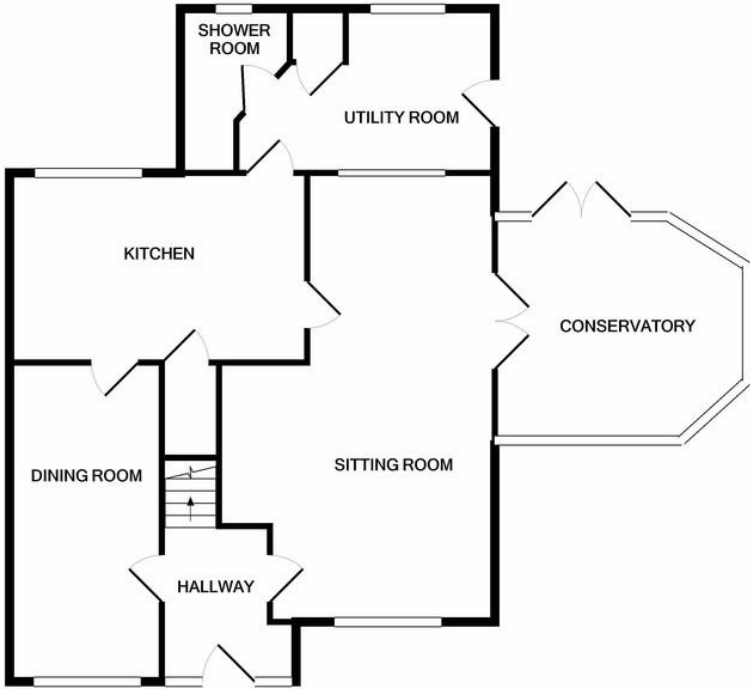 SHOWER
ROOM
UTILITY ROOM
KITCHEN
CONSERVATORY
DINING ROOM
SITTING ROOM
HALLWAY